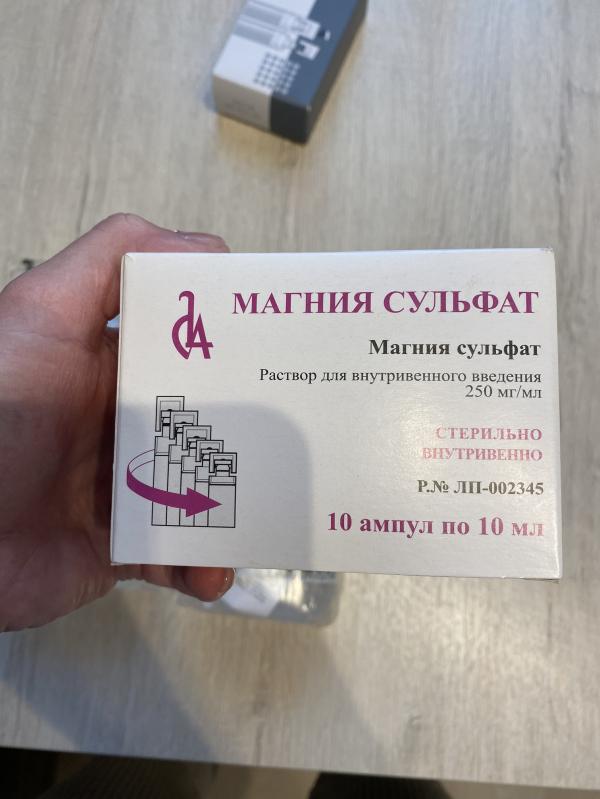 МАГНИЯ СУЛЬФАТ
Магния сульфат
Раствор для внутривенного введения
250 мг/мл
СТЕРИЛЬНО
ВНУТРИВЕННО
Р.№ ЛП-002345
10 ампул по 10 мл